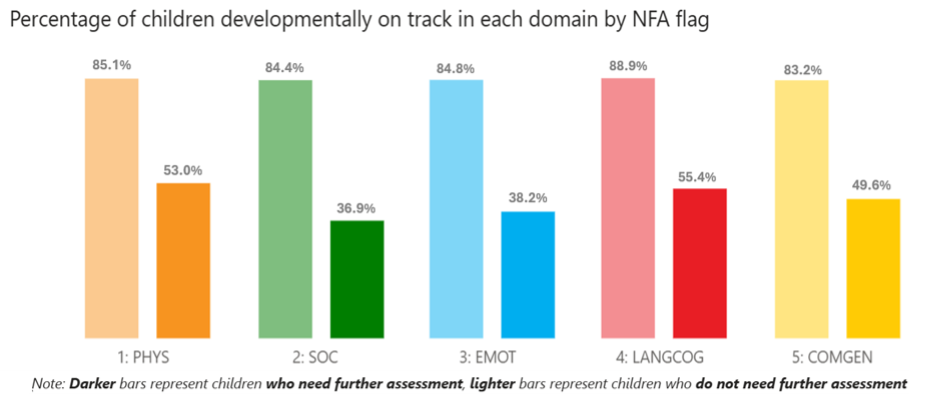 Percentage of children developmentally on track in each domain by NFA flag
85.1% 84.4% 84.8% 88.9% 83.2%
53.0% 36.9% 38.2% 55.4% 49.6%
1: PHYS 2: SOC 3: EMOT 4: LANGCOG 5: COMGEN
Note: Darker bars represent children who need further assessment, lighter bars represent children who do not need further assessment